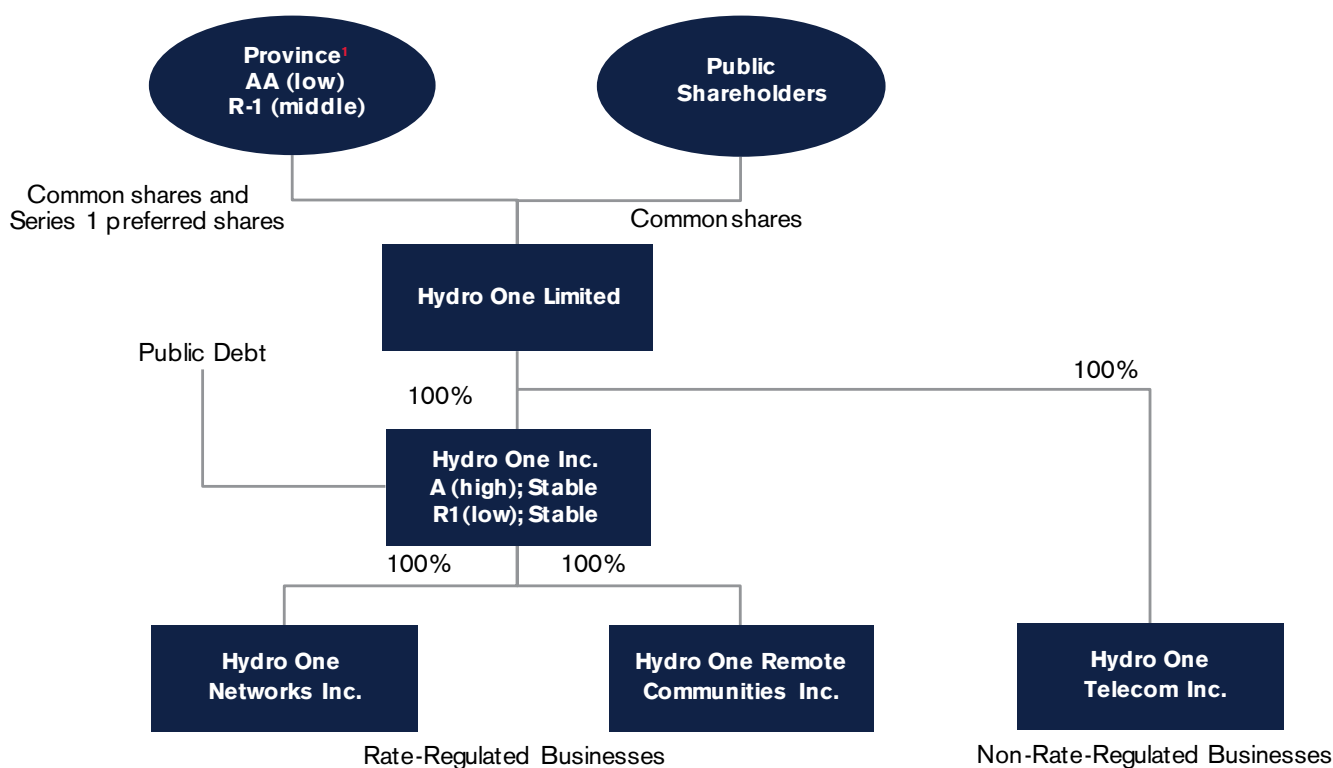 Province¹
AA (low)
R-1 (middle)
Public
Shareholders
Common shares and
Series 1 preferred shares
Common shares
Hydro One Limited
Public Debt
100%
100%
Hydro One Inc.
A (high); Stable
R1 (low); Stable
100%
100%
Hydro One
Networks Inc.
Hydro One Remote
Communities Inc.
Hydro One
Telecom Inc.
Rate-Regulated Businesses
Non-Rate-Regulated Businesses